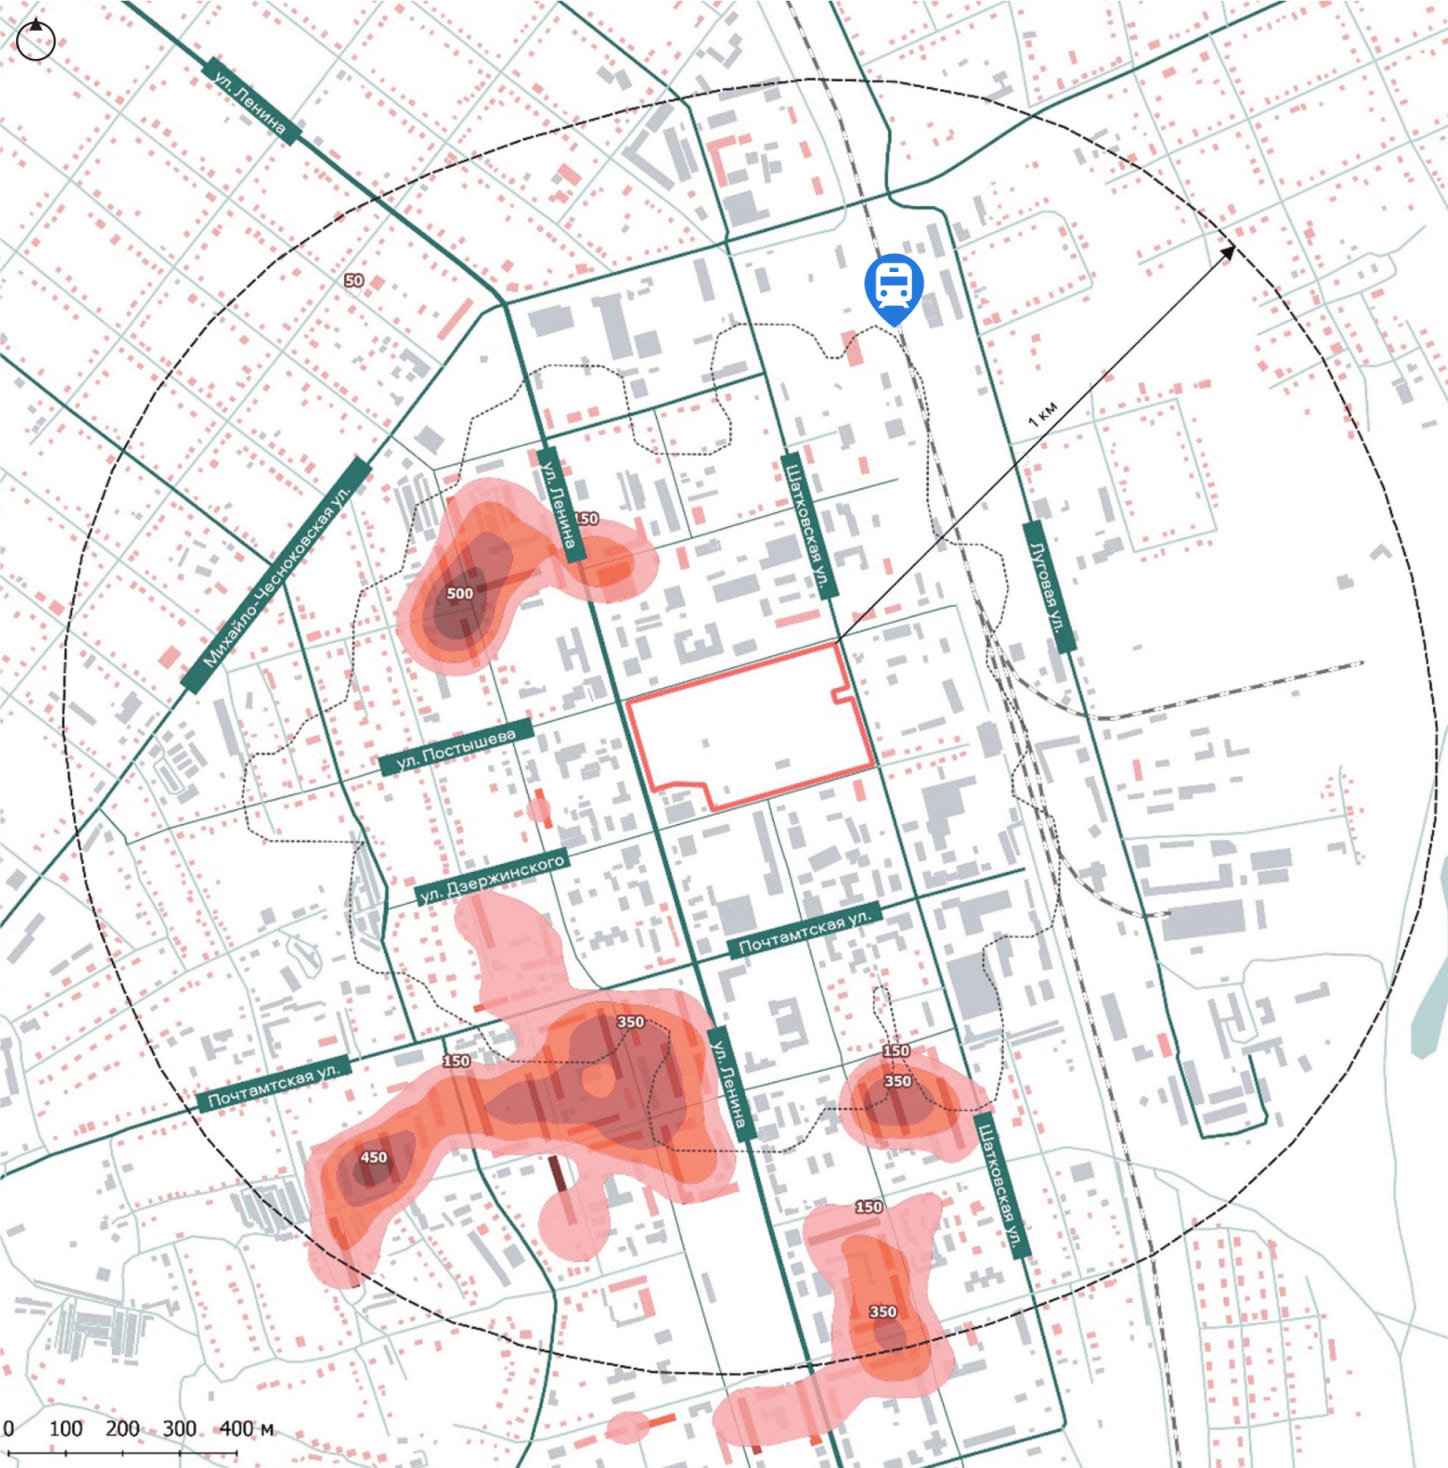 ул. Ленина
50
1 км
ул. Ленина
Шатковская ул.
Михайло-Чесноковская ул.
150
Луговая ул.
500
ул. Постышева
ул. Дзержинского
Почтамтская ул.
350
150
ул. Ленина
150
350
Почтамтская ул.
450
Шатковская ул.
150
350
0 100 200 300 400 м